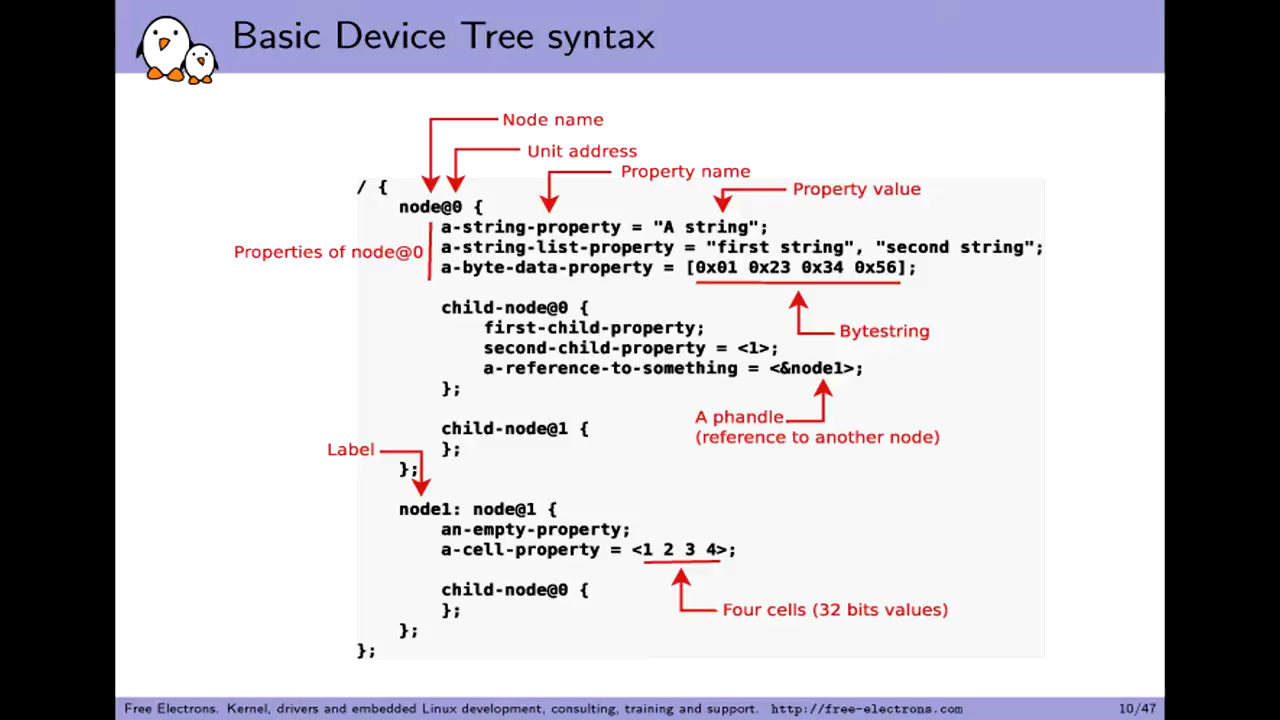 Basic Device Tree syntax
Node name
Unit address
Property name
Property value
/ {
node@0 {
Properties of node@0
a-string-property = "A string";
a-string-list-property = "first string", "second string";
a-byte-data-property = [0x01 0x23 0x34 0x56];
child-node@0 {
first-child-property;
Bytestring
second-child-property = <1>;
a-reference-to-something = <&node1>;
};
A phandle
(reference to another node)
child-node@1 {
};
Label
};
node1: node@1 {
an-empty-property;
a-cell-property = <1 2 3 4>;
child-node@0 {
};
Four cells (32 bits values)
};
};
Free Electrons. Kernel, drivers and embedded Linux development, consulting, training and support. http://free-electrons.com 10/47